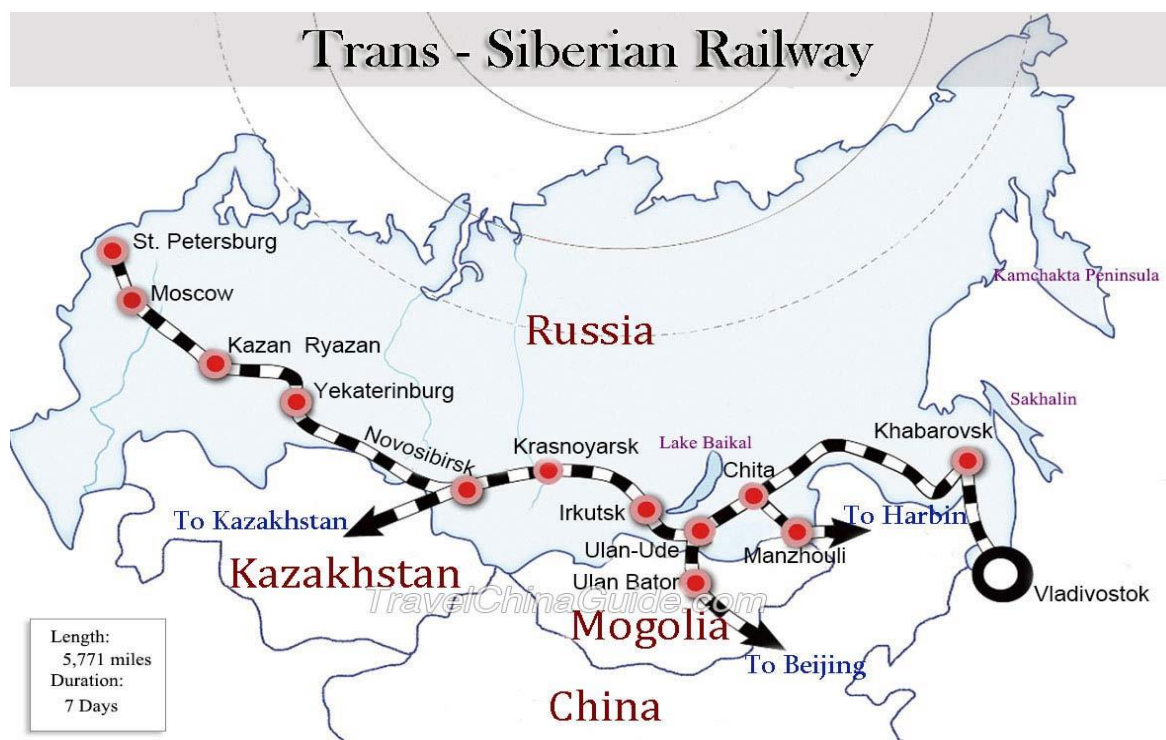 Trans - Siberian Railway
St. Petersburg
Moscow
Kazan Ryazan
Yekaterinburg
Novosibirsk
Krasnoyarsk
Lake Baikal
Irkutsk
Ulan-Ude
Ulan Bator
Chita
Manzhouli
Khabarovsk
Vladivostok
Kamchakta Peninsula
Sakhalin
Russia
To Kazakhstan
Kazakhstan
To Harbin
TravelChinaGuide.com
Mogolia
To Beijing
China
Length:
5,771 miles
Duration:
7 Days